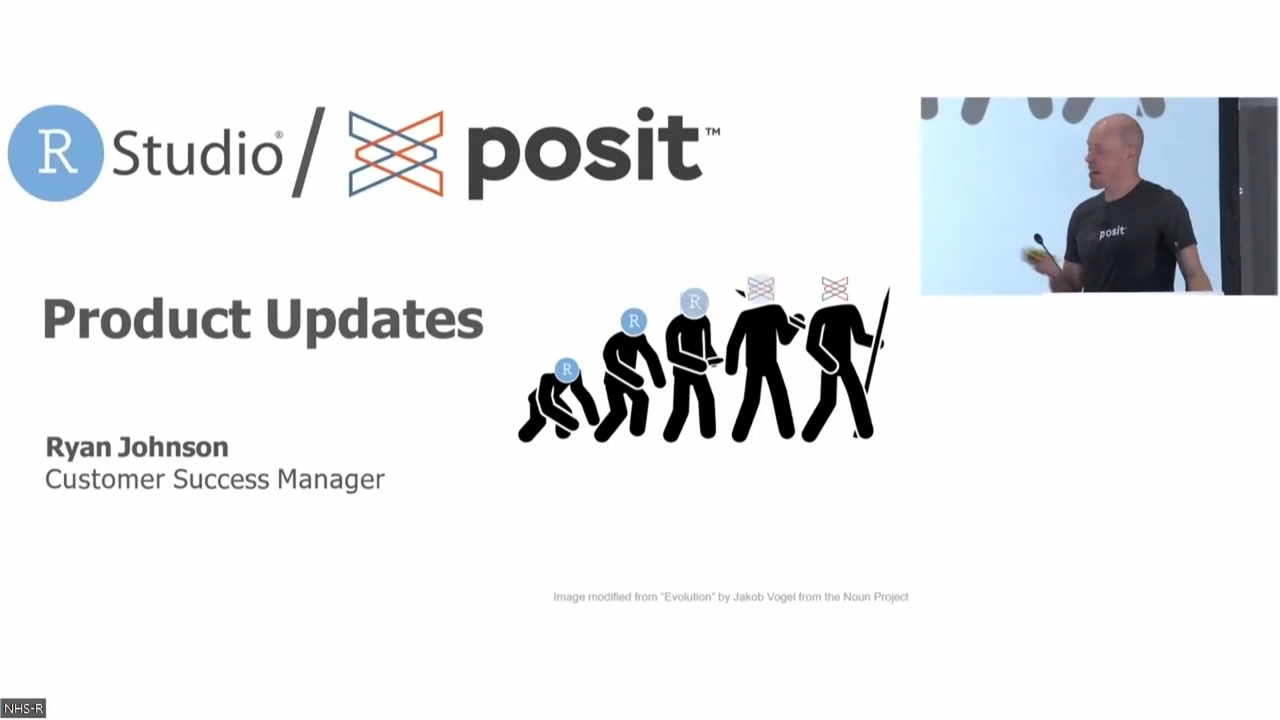 R Studio® / posit™
Product Updates
R
R
R
Ryan Johnson
Customer Success Manager
Image modified from "Evolution" by Jakob Vogel from the Noun Project
posit
NHS-R